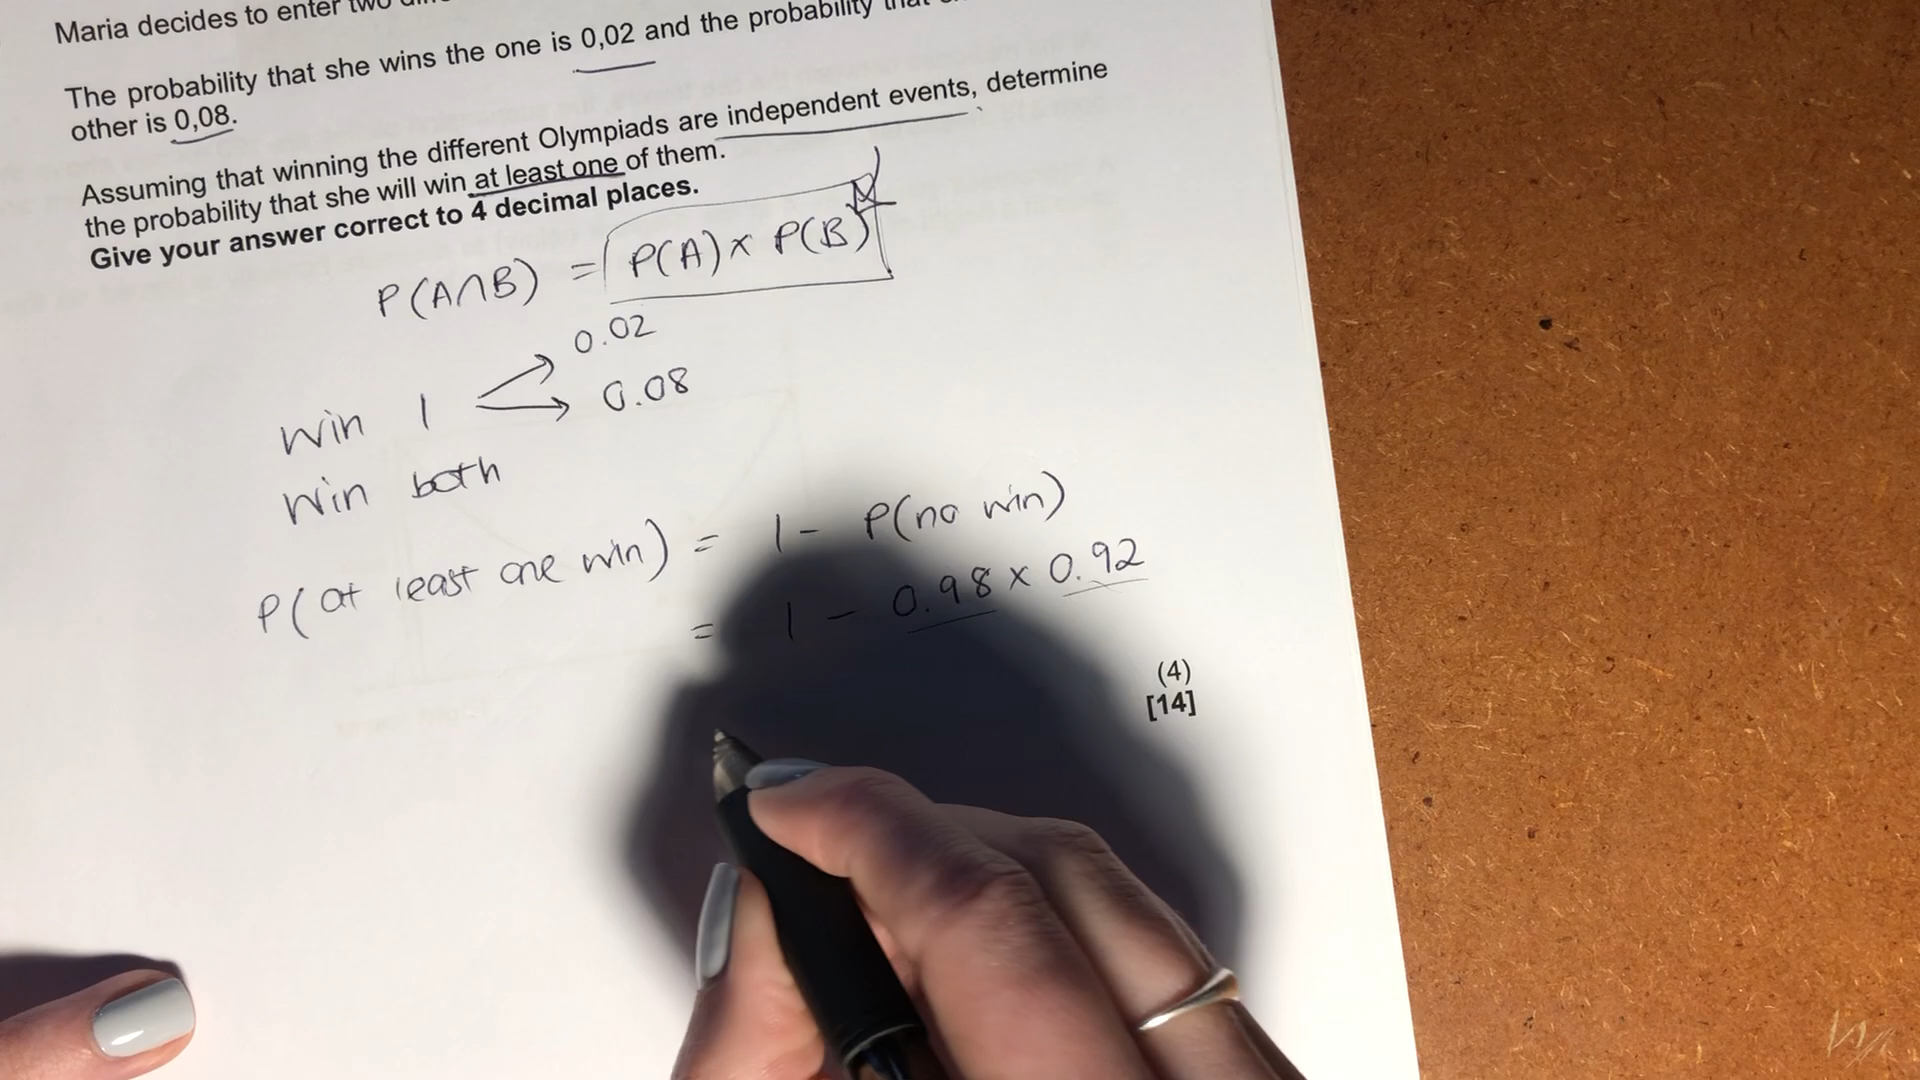 Maria decides to enter two
The probability that she wins the one is 0,02 and the probability that
other is 0,08.
Assuming that winning the different Olympiads are independent events, determine
the probability that she will win at least one of them.
Give your answer correct to 4 decimal places.
P(A∩B) = P(A) x P(B)
0.02
win 1
0.08
win both
P(at least one win) = 1 - P(no win)
= 1 - 0.98 x 0.92
(4)
[14]